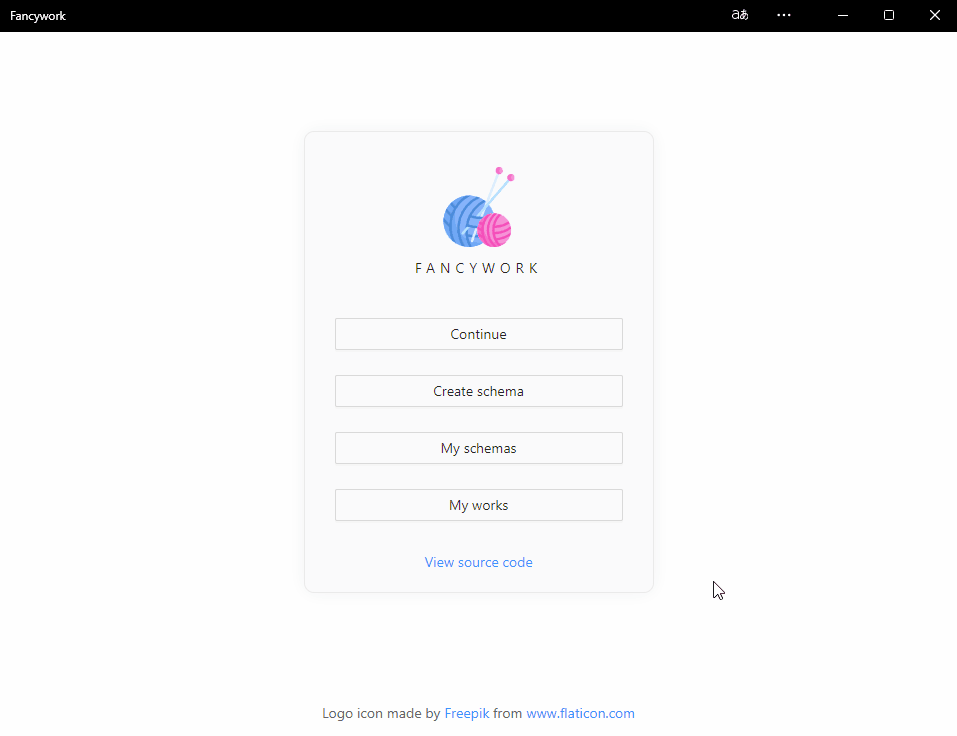 Fancywork
aあ
FANCYWORK
Continue
Create schema
My schemas
My works
View source code
Logo icon made by Freepik from www.flaticon.com